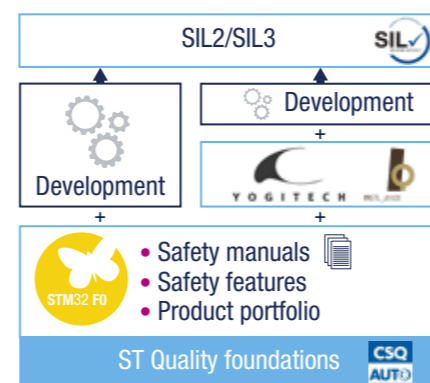 SIL2/SIL3
SIL
Development
+
Development
+
YOGITECH
+
STM32 F0
• Safety manuals
• Safety features
• Product portfolio
ST Quality foundations
CSQ
AUTO